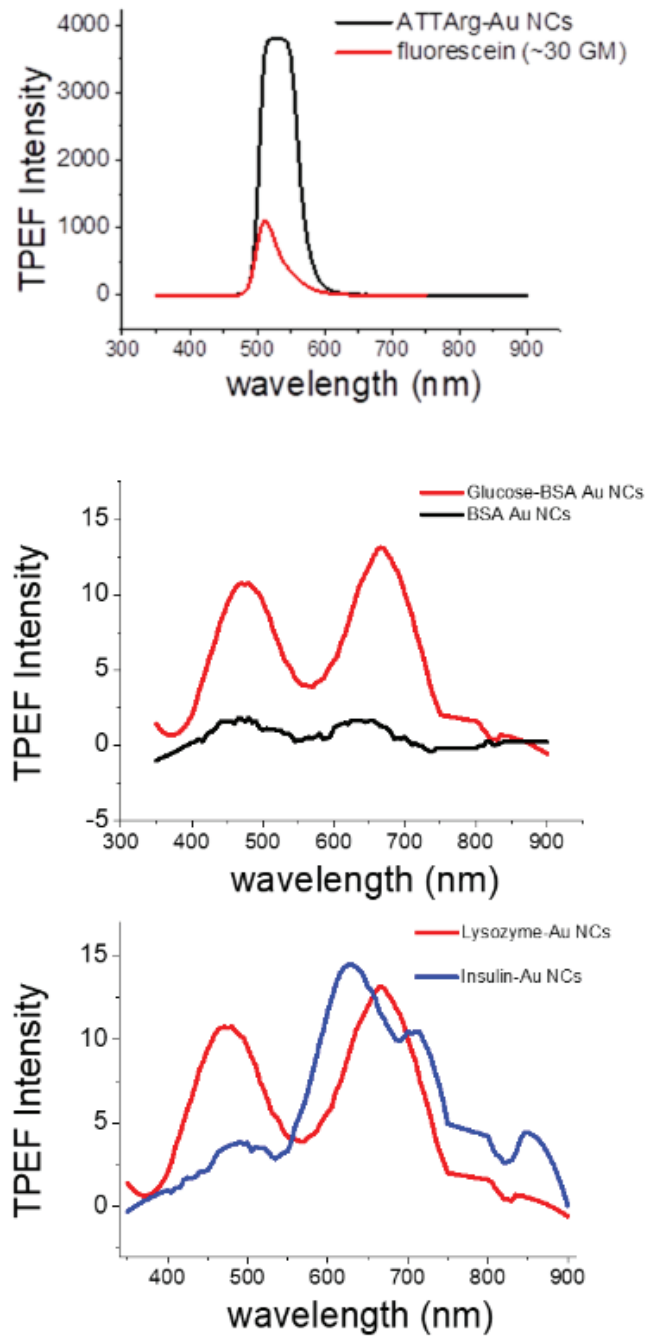 ATTArg-Au NCs
fluorescein (~30 GM)
4000
3000
2000
1000
0
TPEF Intensity
300 400 500 600 700 800 900
wavelength (nm)
Glucose-BSA Au NCs
BSA Au NCs
15
10
5
0
-5
TPEF Intensity
300 400 500 600 700 800 900
wavelength (nm)
Lysozyme-Au NCs
Insulin-Au NCs
15
10
5
0
TPEF Intensity
400 500 600 700 800 900
wavelength (nm)